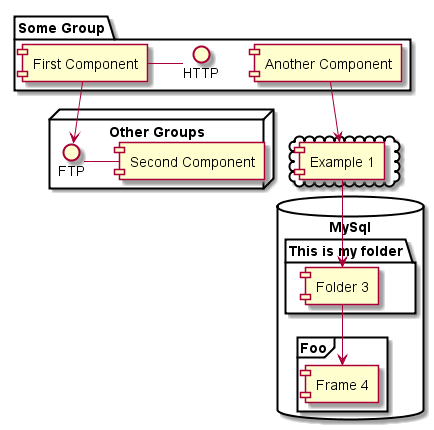 Some Group
First Component
HTTP
Another Component
Other Groups
FTP
Second Component
Example 1
MySql
This is my folder
Folder 3
Foo
Frame 4